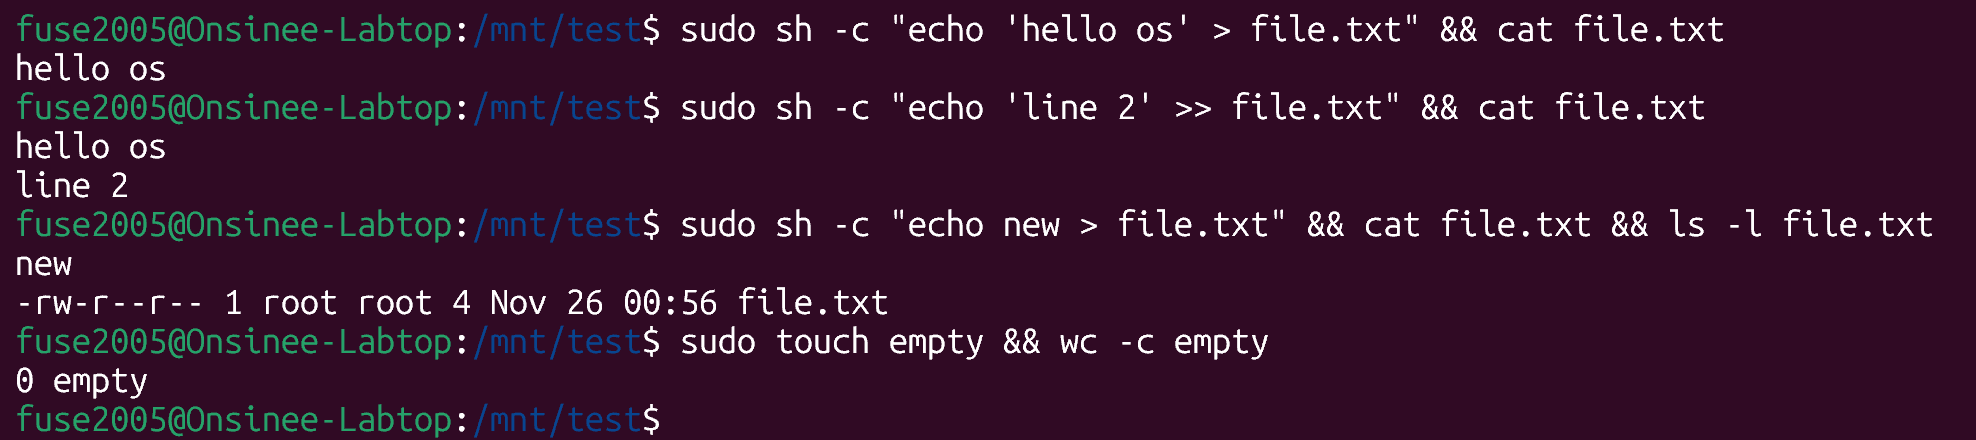 fuse2005@Onsinee-Labtop:/mnt/test$ sudo sh -c "echo 'hello os' > file.txt" && cat file.txt
hello os
fuse2005@Onsinee-Labtop:/mnt/test$ sudo sh -c "echo 'line 2' >> file.txt" && cat file.txt
hello os
line 2
fuse2005@Onsinee-Labtop:/mnt/test$ sudo sh -c "echo new > file.txt" && cat file.txt && ls -l file.txt
new
-rw-r--r-- 1 root root 4 Nov 26 00:56 file.txt
fuse2005@Onsinee-Labtop:/mnt/test$ sudo touch empty && wc -c empty
0 empty
fuse2005@Onsinee-Labtop:/mnt/test$